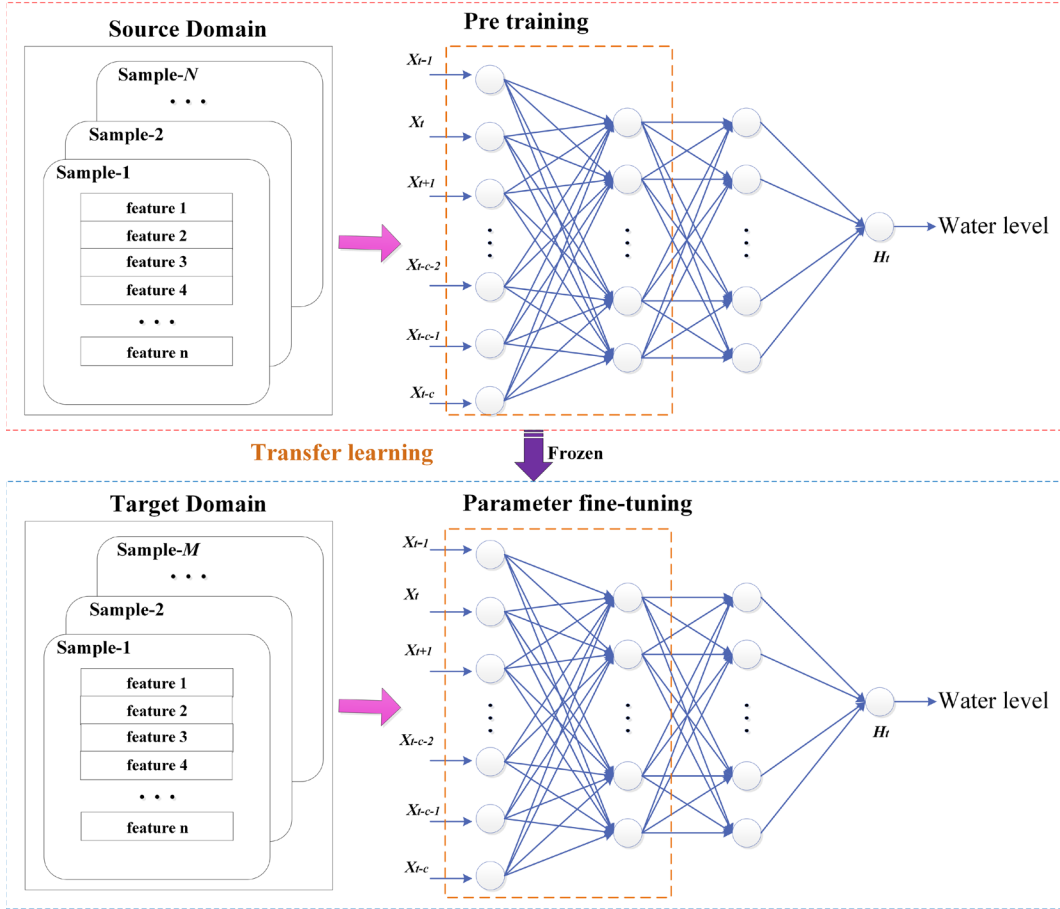 Source Domain
Pre training
Sample-N
. . .
Sample-2
Sample-1
feature 1
feature 2
feature 3
feature 4
. . .
feature n
Xt-1
Xt
Xt+1
Xt-c-2
Xt-c-1
Xt-c
Ht
Water level
Transfer learning
Frozen
Target Domain
Parameter fine-tuning
Sample-M
. . .
Sample-2
Sample-1
feature 1
feature 2
feature 3
feature 4
. . .
feature n
Xt-1
Xt
Xt+1
Xt-c-2
Xt-c-1
Xt-c
Ht
Water level